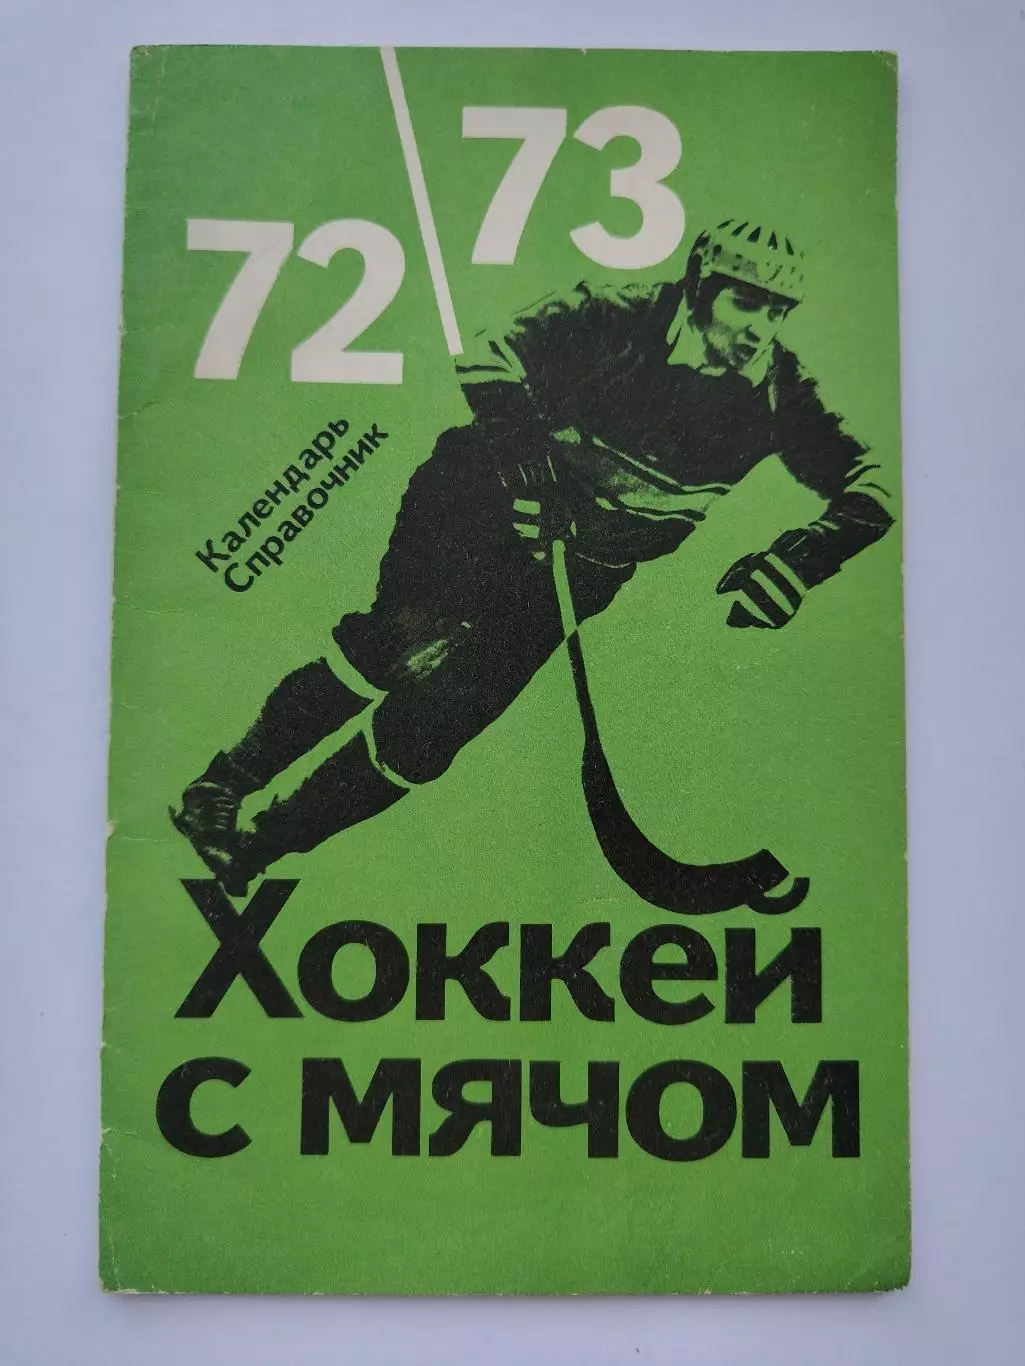 72\73
Календарь
Справочник
Хоккей
с мячом